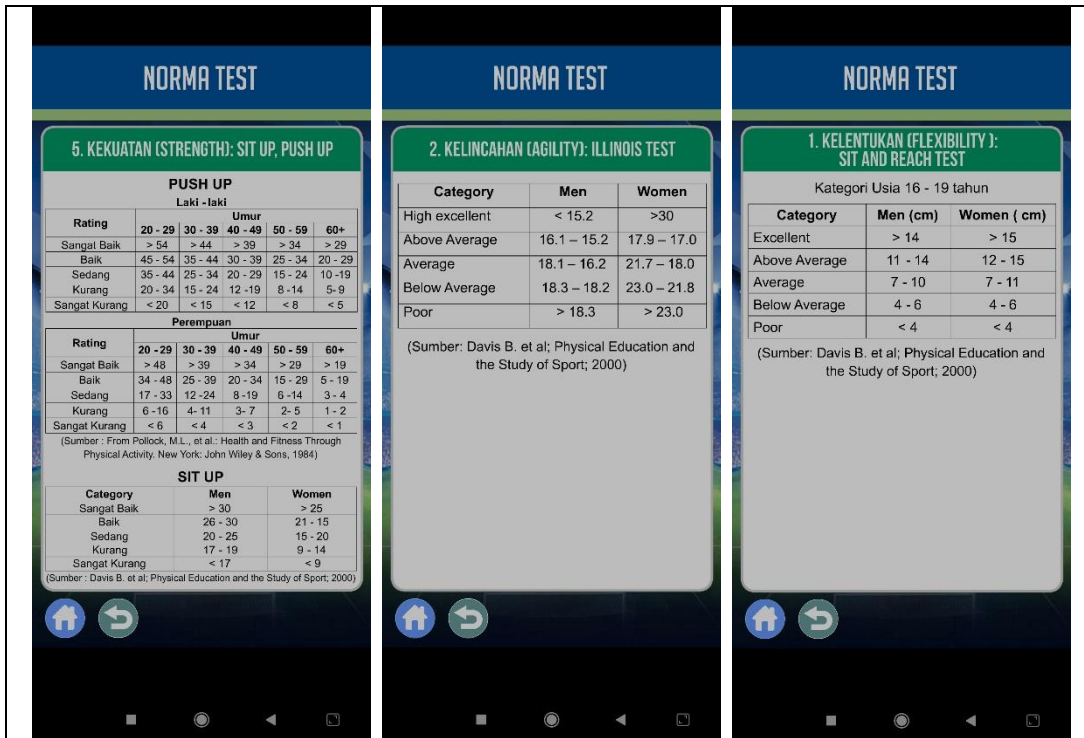 NORMA TEST
5. KEKUATAN (STRENGTH): SIT UP, PUSH UP
PUSH UP
Laki -laki
Rating Umur
20 - 29 30 - 39 40 - 49 50 - 59 60+
Sangat Baik > 54 > 44 > 39 > 34 > 29
Baik 45 - 54 35 - 44 30 - 39 25 - 34 20 - 29
Sedang 35 - 44 25 - 34 20 - 29 15 - 24 10 -19
Kurang 20 - 34 15 - 24 12 -19 8 -14 5- 9
Sangat Kurang < 20 < 15 < 12 < 8 < 5
Perempuan
Rating Umur
20 - 29 30 - 39 40 - 49 50 - 59 60+
Sangat Baik > 48 > 39 > 34 > 29 > 19
Baik 34 - 48 25 - 39 20 - 34 15 - 29 5 - 19
Sedang 17 - 33 12 -24 8 -19 6 -14 3 - 4
Kurang 6 -16 4- 11 3- 7 2- 5 1 - 2
Sangat Kurang < 6 < 4 < 3 < 2 < 1
(Sumber : From Pollock, M.L., et al.: Health and Fitness Through
Physical Activity. New York: John Wiley & Sons, 1984)
SIT UP
Category Men Women
Sangat Baik > 30 > 25
Baik 26 - 30 21 - 15
Sedang 20 - 25 15 - 20
Kurang 17 - 19 9 - 14
Sangat Kurang < 17 < 9
(Sumber : Davis B. et al; Physical Education and the Study of Sport; 2000)
NORMA TEST
2. KELINCAHAN (AGILITY): ILLINOIS TEST
Category Men Women
High excellent < 15.2 >30
Above Average 16.1 – 15.2 17.9 – 17.0
Average 18.1 – 16.2 21.7 – 18.0
Below Average 18.3 – 18.2 23.0 – 21.8
Poor > 18.3 > 23.0
(Sumber: Davis B. et al; Physical Education and
the Study of Sport; 2000)
NORMA TEST
1. KELENTUKAN (FLEXIBILITY ):
SIT AND REACH TEST
Kategori Usia 16 - 19 tahun
Category Men (cm) Women ( cm)
Excellent > 14 > 15
Above Average 11 - 14 12 - 15
Average 7 - 10 7 - 11
Below Average 4 - 6 4 - 6
Poor < 4 < 4
(Sumber: Davis B. et al; Physical Education and
the Study of Sport; 2000)